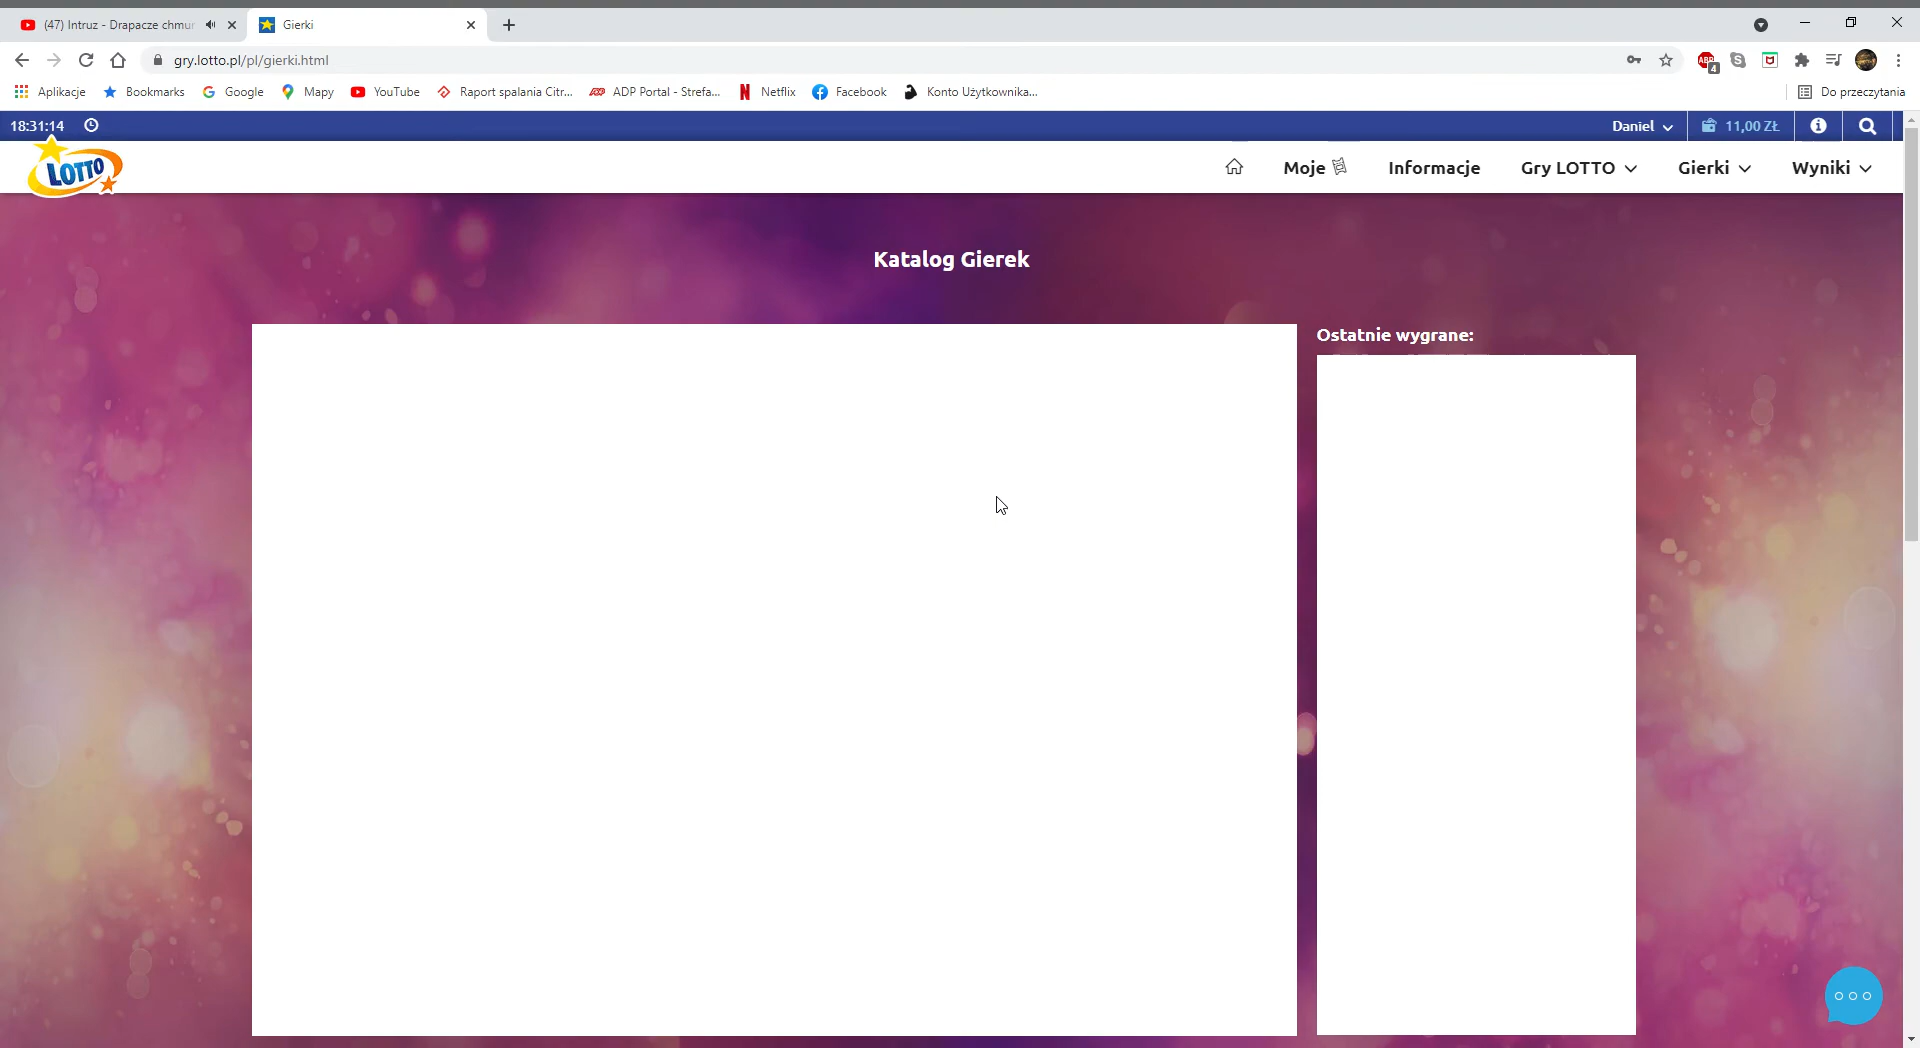 (47) Intruz - Drapacze chmur
Gierki
gry.lotto.pl/pl/gierki.html
ABP
4
S
Aplikacje
Bookmarks
Google
Mapy
YouTube
Raport spalania Citr...
ADP Portal - Strefa...
Netflix
Facebook
Konto Użytkownika...
Do przeczytania
18:31:14
Daniel
11,00 ZŁ
LOTTO
Moje
Informacje
Gry LOTTO
Gierki
Wyniki
Katalog Gierek
Ostatnie wygrane: